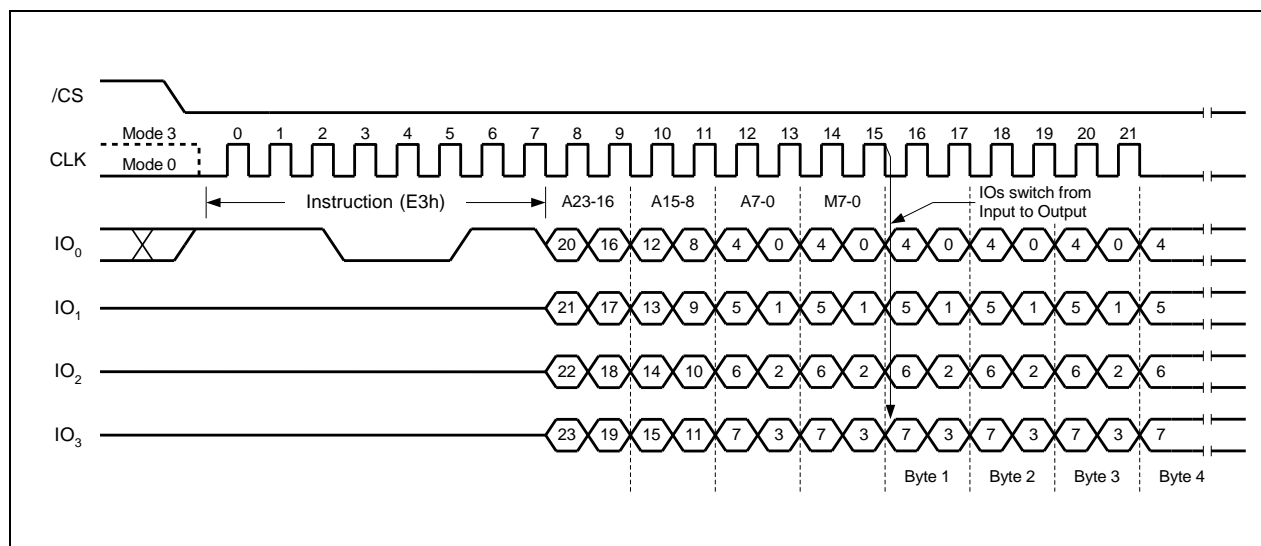 /CS
Mode 3
0 1 2 3 4 5 6 7 8 9 10 11 12 13 14 15 16 17 18 19 20 21
CLK
Mode 0
Instruction (E3h) A23-16 A15-8 A7-0 M7-0 IOs switch from
Input to Output
IO0 20 16 12 8 4 0 4 0 4 0 4 0 4 0 4
IO1 21 17 13 9 5 1 5 1 5 1 5 1 5 1 5
IO2 22 18 14 10 6 2 6 2 6 2 6 2 6 2 6
IO3 23 19 15 11 7 3 7 3 7 3 7 3 7 3 7
Byte 1 Byte 2 Byte 3 Byte 4